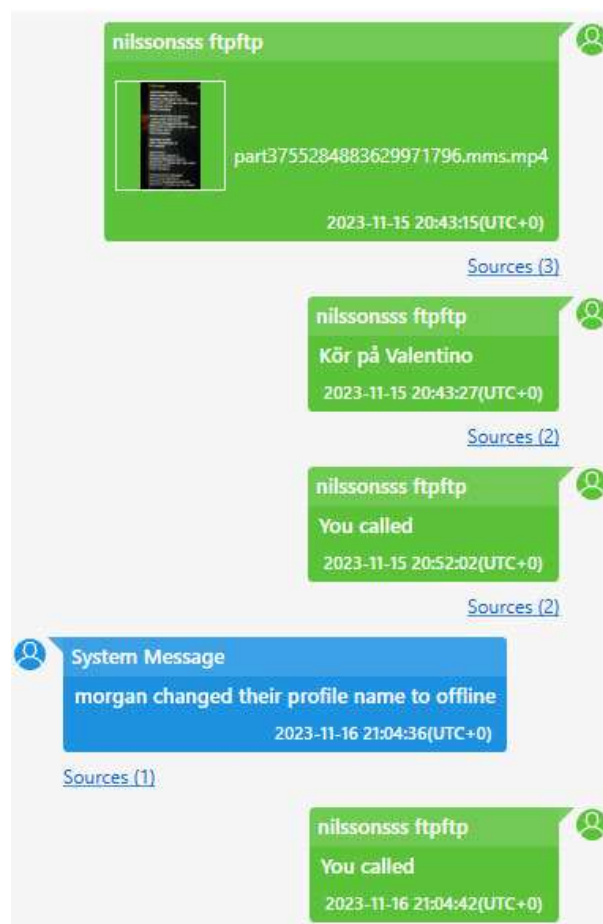 nilssonsss ftpftp
part3755284883629971796.mms.mp4
2023-11-15 20:43:15(UTC+0)
Sources (3)
nilssonsss ftpftp
Kör på Valentino
2023-11-15 20:43:27(UTC+0)
Sources (2)
nilssonsss ftpftp
You called
2023-11-15 20:52:02(UTC+0)
Sources (2)
System Message
morgan changed their profile name to offline
2023-11-16 21:04:36(UTC+0)
Sources (1)
nilssonsss ftpftp
You called
2023-11-16 21:04:42(UTC+0)